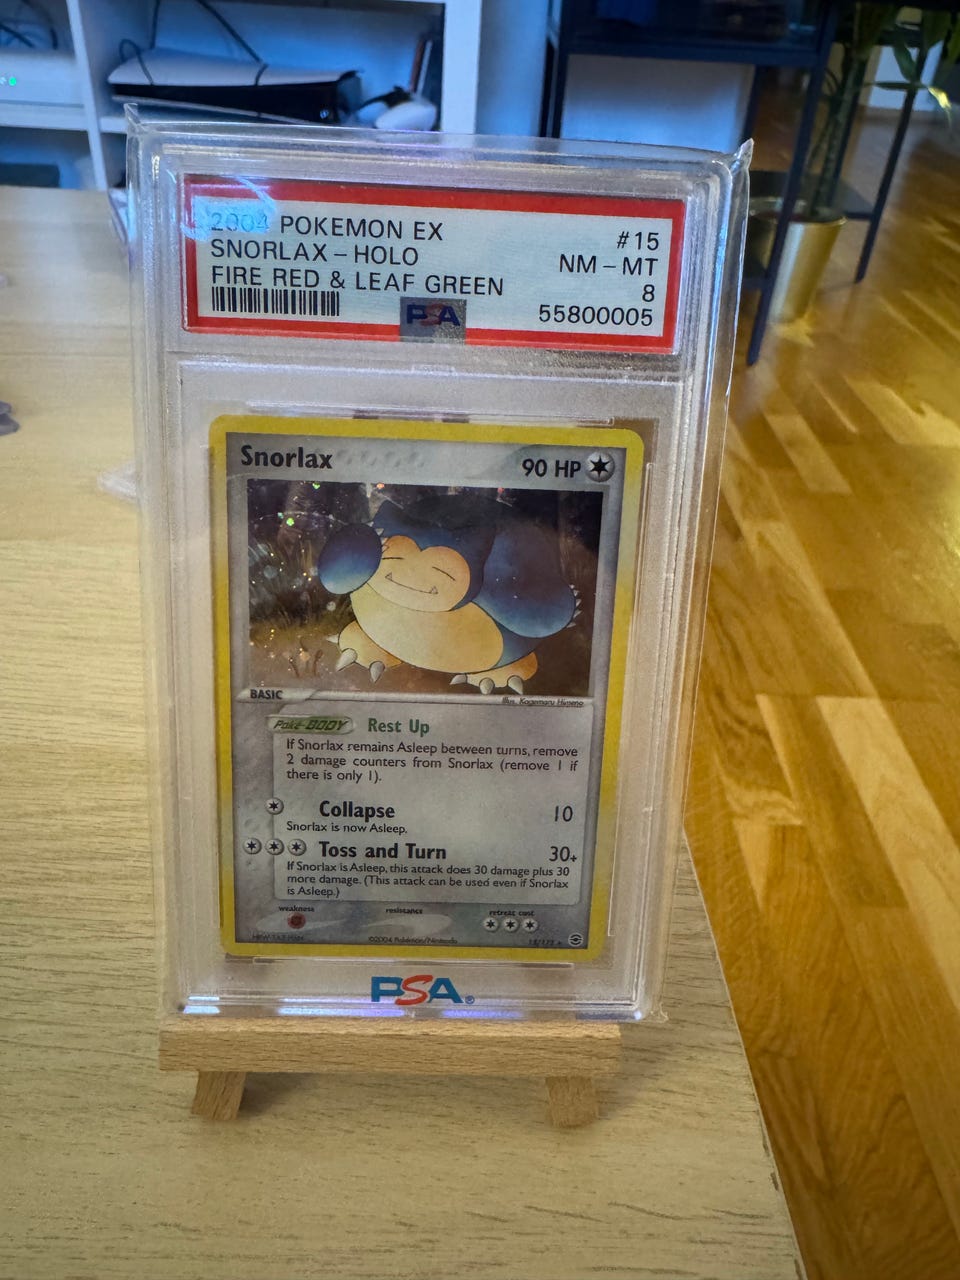 2004 POKEMON EX
#15
SNORLAX - HOLO
NM - MT
FIRE RED & LEAF GREEN
8
PSA
55800005
Snorlax
90 HP
BASIC
Illus. Kagemaru Himeno
Poké-BODY Rest Up
If Snorlax remains Asleep between turns, remove
2 damage counters from Snorlax (remove 1 if
there is only 1).
Collapse 10
Snorlax is now Asleep.
Toss and Turn 30+
If Snorlax is Asleep, this attack does 30 damage plus 30
more damage. (This attack can be used even if Snorlax
is Asleep.)
weakness resistance retreat cost
©2004 Pokémon/Nintendo
PSA®